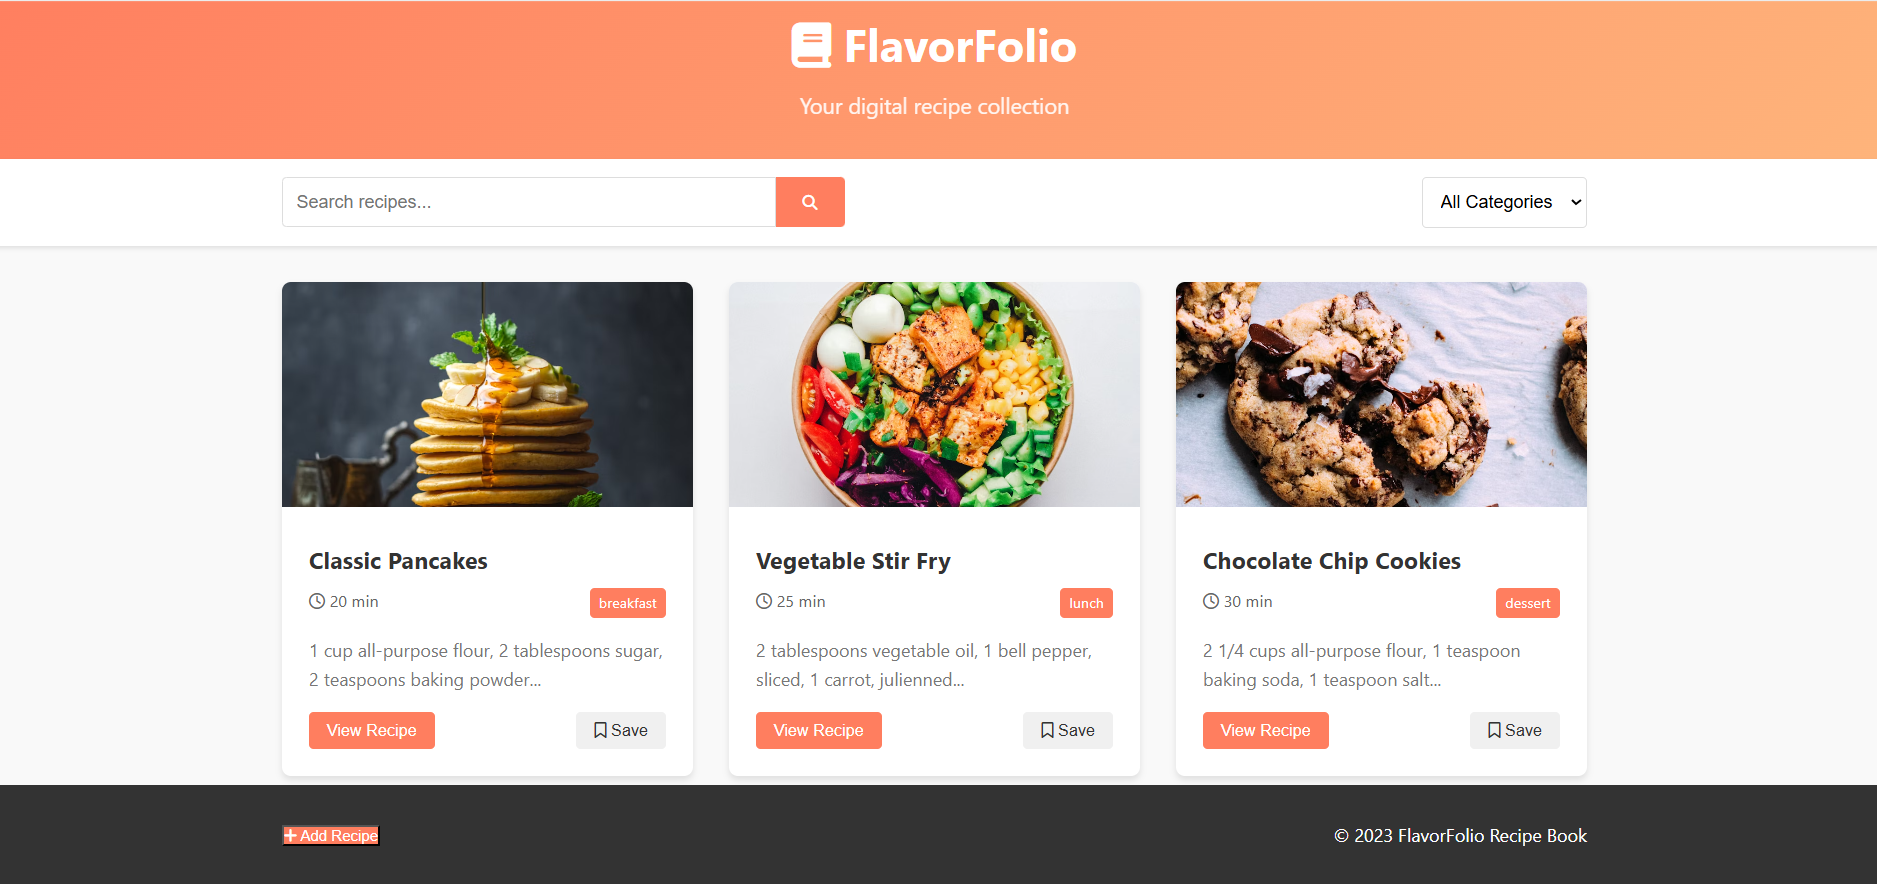 FlavorFolio
Your digital recipe collection
Search recipes...
All Categories
Classic Pancakes
20 min
breakfast
1 cup all-purpose flour, 2 tablespoons sugar,
2 teaspoons baking powder...
View Recipe
Save
Vegetable Stir Fry
25 min
lunch
2 tablespoons vegetable oil, 1 bell pepper,
sliced, 1 carrot, julienned...
View Recipe
Save
Chocolate Chip Cookies
30 min
dessert
2 1/4 cups all-purpose flour, 1 teaspoon
baking soda, 1 teaspoon salt...
View Recipe
Save
Add Recipe
© 2023 FlavorFolio Recipe Book